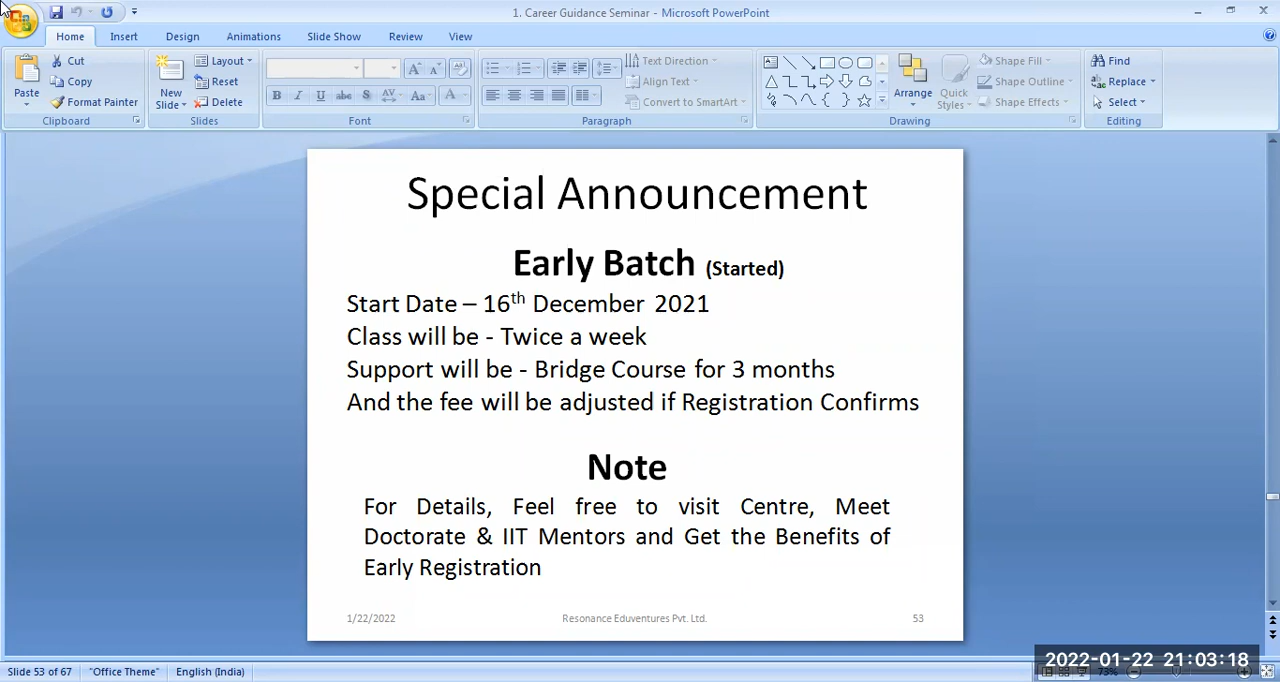 1. Career Guidance Seminar - Microsoft PowerPoint
Home Insert Design Animations Slide Show Review View
Cut Layout Text Direction Shape Fill Find
Copy Reset Align Text Shape Outline Replace
Paste Format Painter New Slide Delete Convert to SmartArt Arrange Quick Styles Shape Effects Select
Clipboard Slides Font Paragraph Drawing Editing
Special Announcement
Early Batch (Started)
Start Date – 16th December 2021
Class will be - Twice a week
Support will be - Bridge Course for 3 months
And the fee will be adjusted if Registration Confirms
Note
For Details, Feel free to visit Centre, Meet
Doctorate & IIT Mentors and Get the Benefits of
Early Registration
1/22/2022 Resonance Eduventures Pvt. Ltd. 53
2022-01-22 21:03:18
Slide 53 of 67 "Office Theme" English (India) 73%